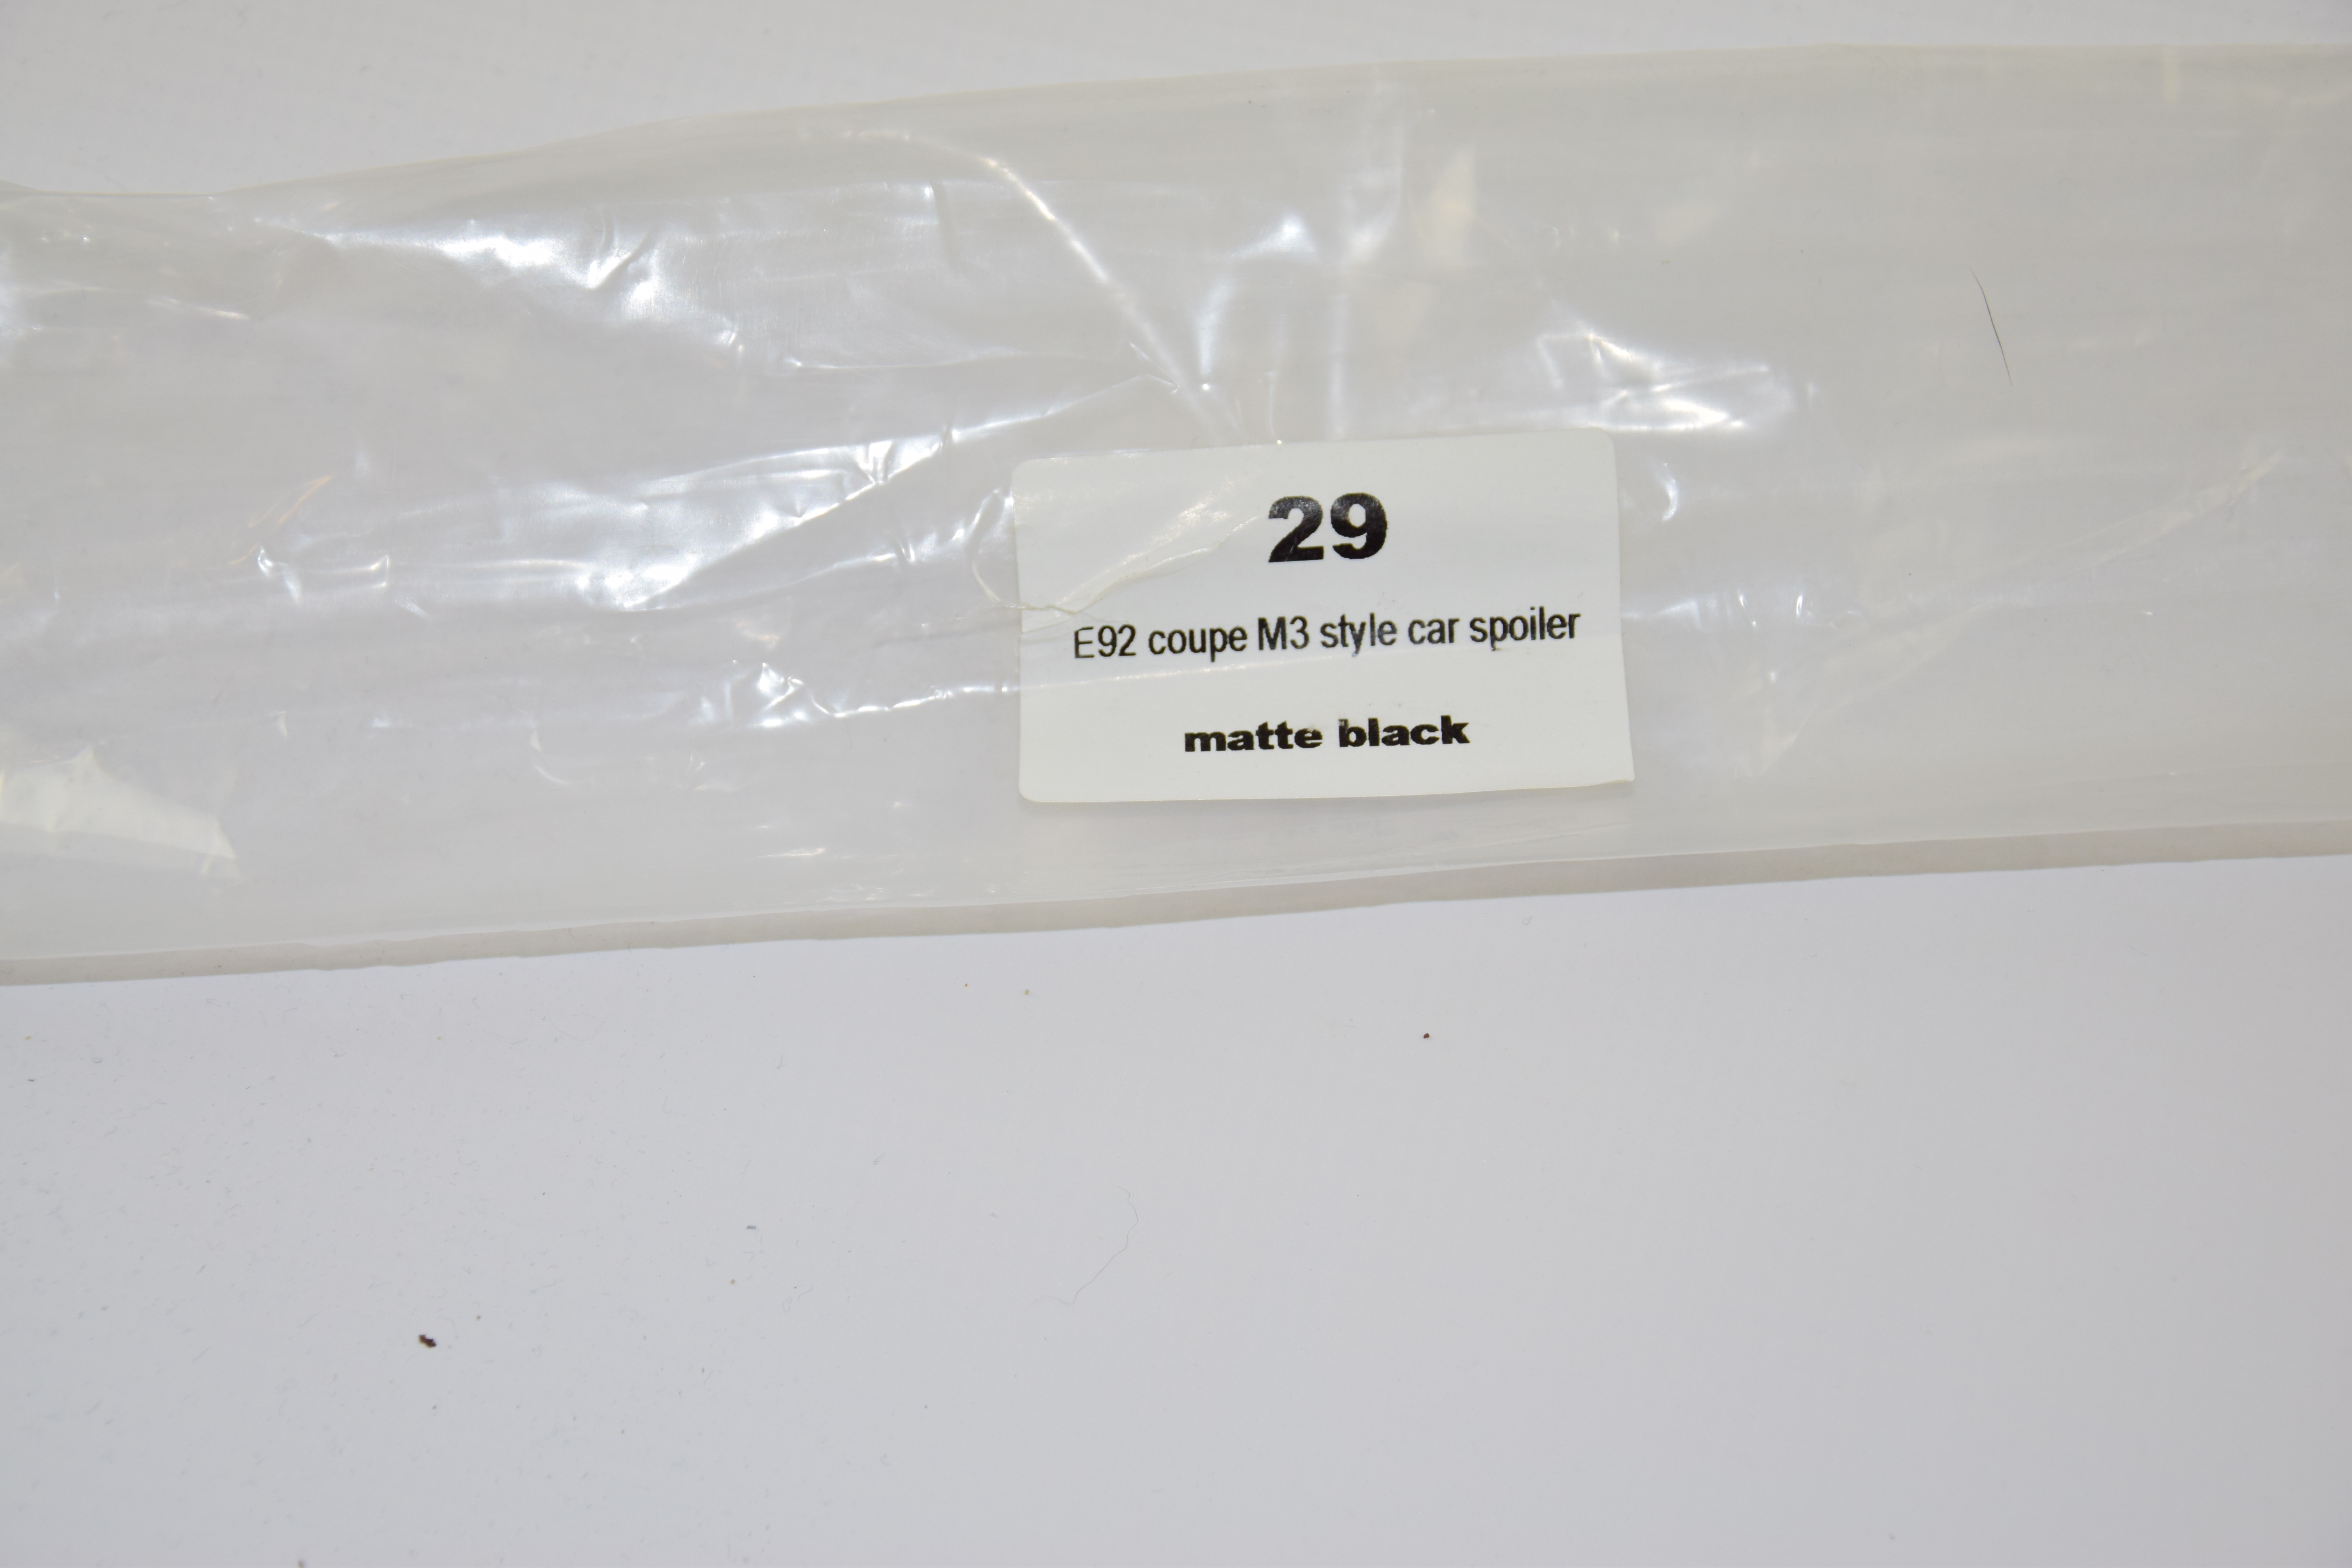 29
E92 coupe M3 style car spoiler
matte black